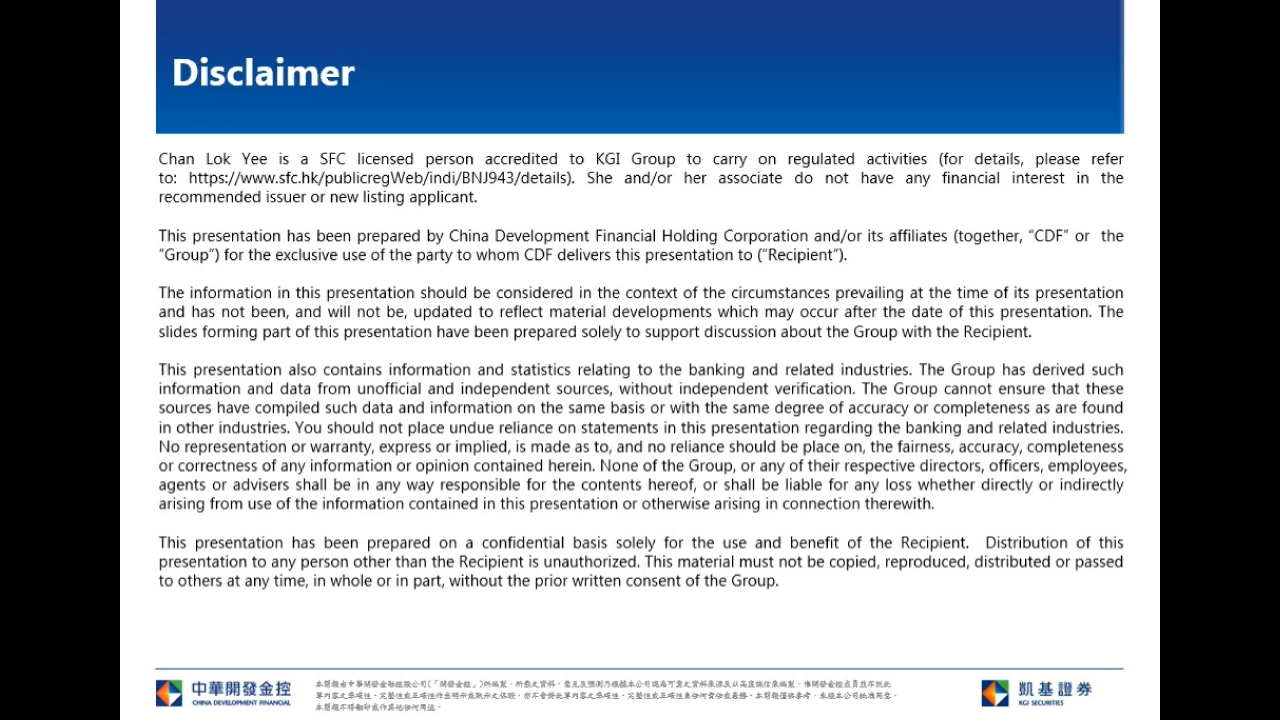 Disclaimer
Chan Lok Yee is a SFC licensed person accredited to KGI Group to carry on regulated activities (for details, please refer
to: https://www.sfc.hk/publicregWeb/indi/BNJ943/details). She and/or her associate do not have any financial interest in the
recommended issuer or new listing applicant.
This presentation has been prepared by China Development Financial Holding Corporation and/or its affiliates (together, “CDF” or the
“Group”) for the exclusive use of the party to whom CDF delivers this presentation to (“Recipient”).
The information in this presentation should be considered in the context of the circumstances prevailing at the time of its presentation
and has not been, and will not be, updated to reflect material developments which may occur after the date of this presentation. The
slides forming part of this presentation have been prepared solely to support discussion about the Group with the Recipient.
This presentation also contains information and statistics relating to the banking and related industries. The Group has derived such
information and data from unofficial and independent sources, without independent verification. The Group cannot ensure that these
sources have compiled such data and information on the same basis or with the same degree of accuracy or completeness as are found
in other industries. You should not place undue reliance on statements in this presentation regarding the banking and related industries.
No representation or warranty, express or implied, is made as to, and no reliance should be place on, the fairness, accuracy, completeness
or correctness of any information or opinion contained herein. None of the Group, or any of their respective directors, officers, employees,
agents or advisers shall be in any way responsible for the contents hereof, or shall be liable for any loss whether directly or indirectly
arising from use of the information contained in this presentation or otherwise arising in connection therewith.
This presentation has been prepared on a confidential basis solely for the use and benefit of the Recipient. Distribution of this
presentation to any person other than the Recipient is unauthorized. This material must not be copied, reproduced, distributed or passed
to others at any time, in whole or in part, without the prior written consent of the Group.
中華開發金控
CHINA DEVELOPMENT FINANCIAL
凱基證券
KGI SECURITIES